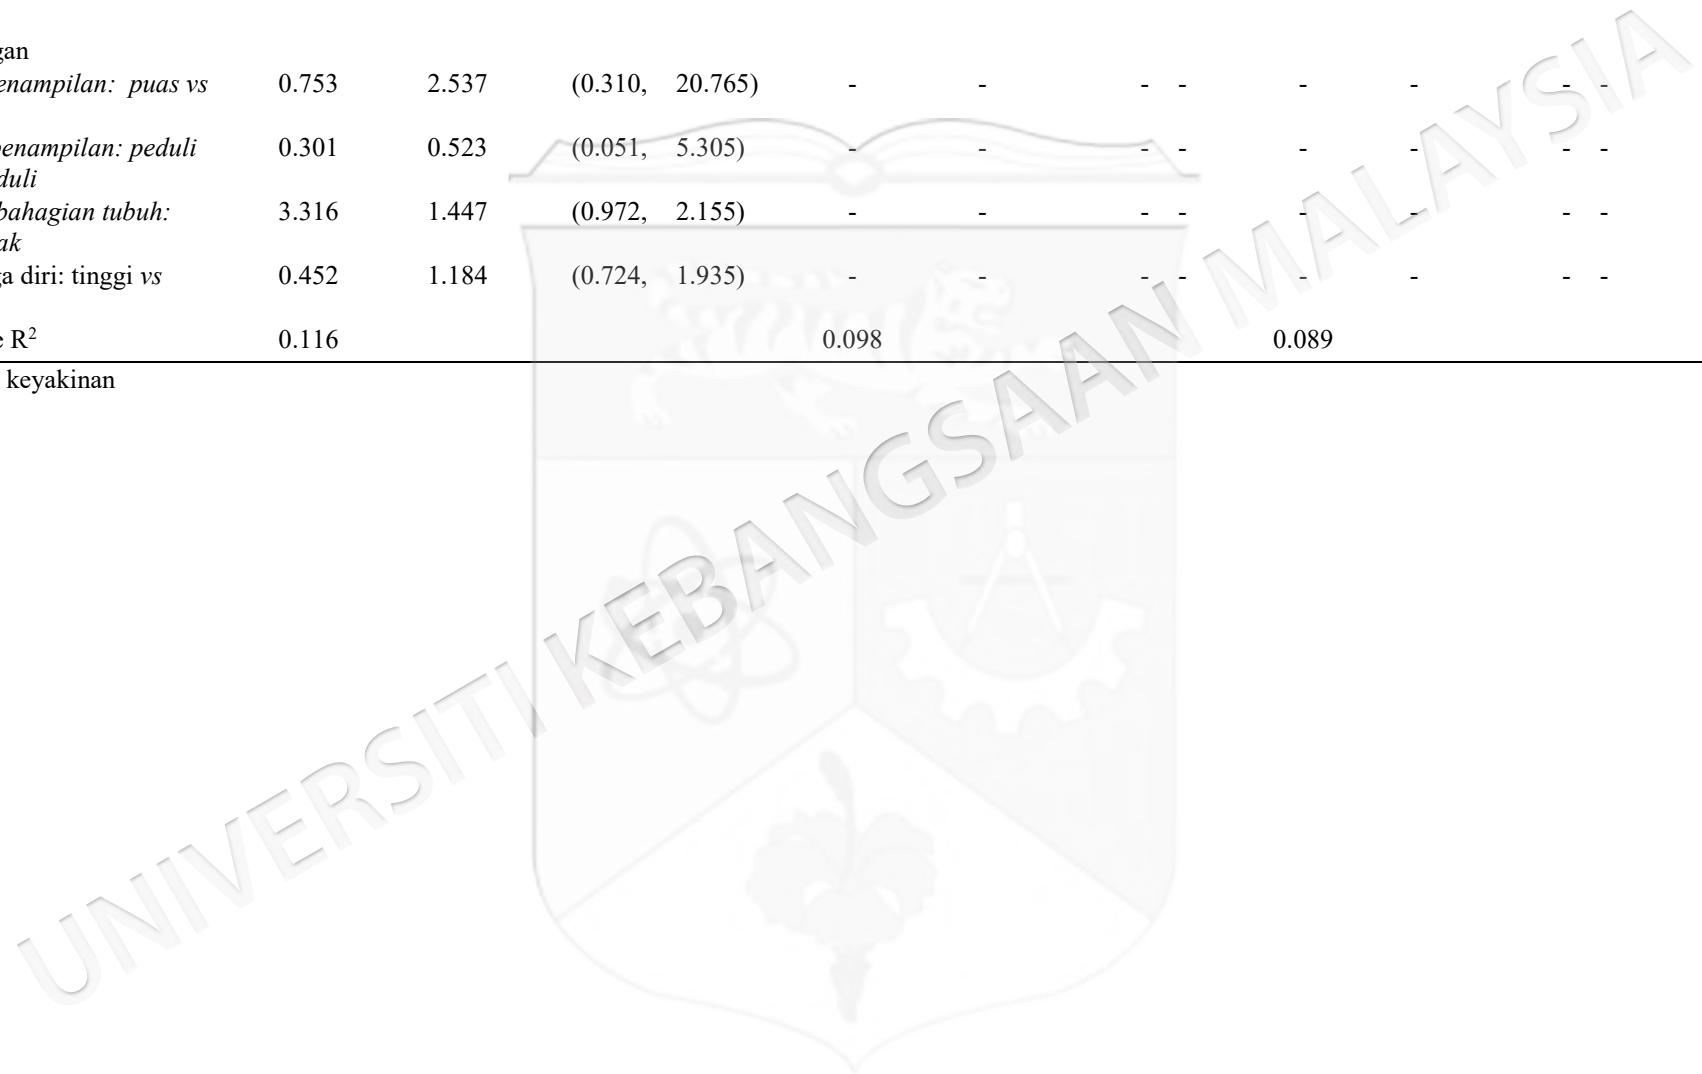 gan
enampilan: puas vs 0.753 2.537 (0.310, 20.765) - - - - - - - -
penampilan: peduli 0.301 0.523 (0.051, 5.305) - - - - - - - -
duli
bahagian tubuh: 3.316 1.447 (0.972, 2.155) - - - - - - - -
ak
ga diri: tinggi vs 0.452 1.184 (0.724, 1.935) - - - - - - - -
e R² 0.116 0.098 0.089
keyakinan
UNIVERSITI KEBANGSAAN MALAYSIA